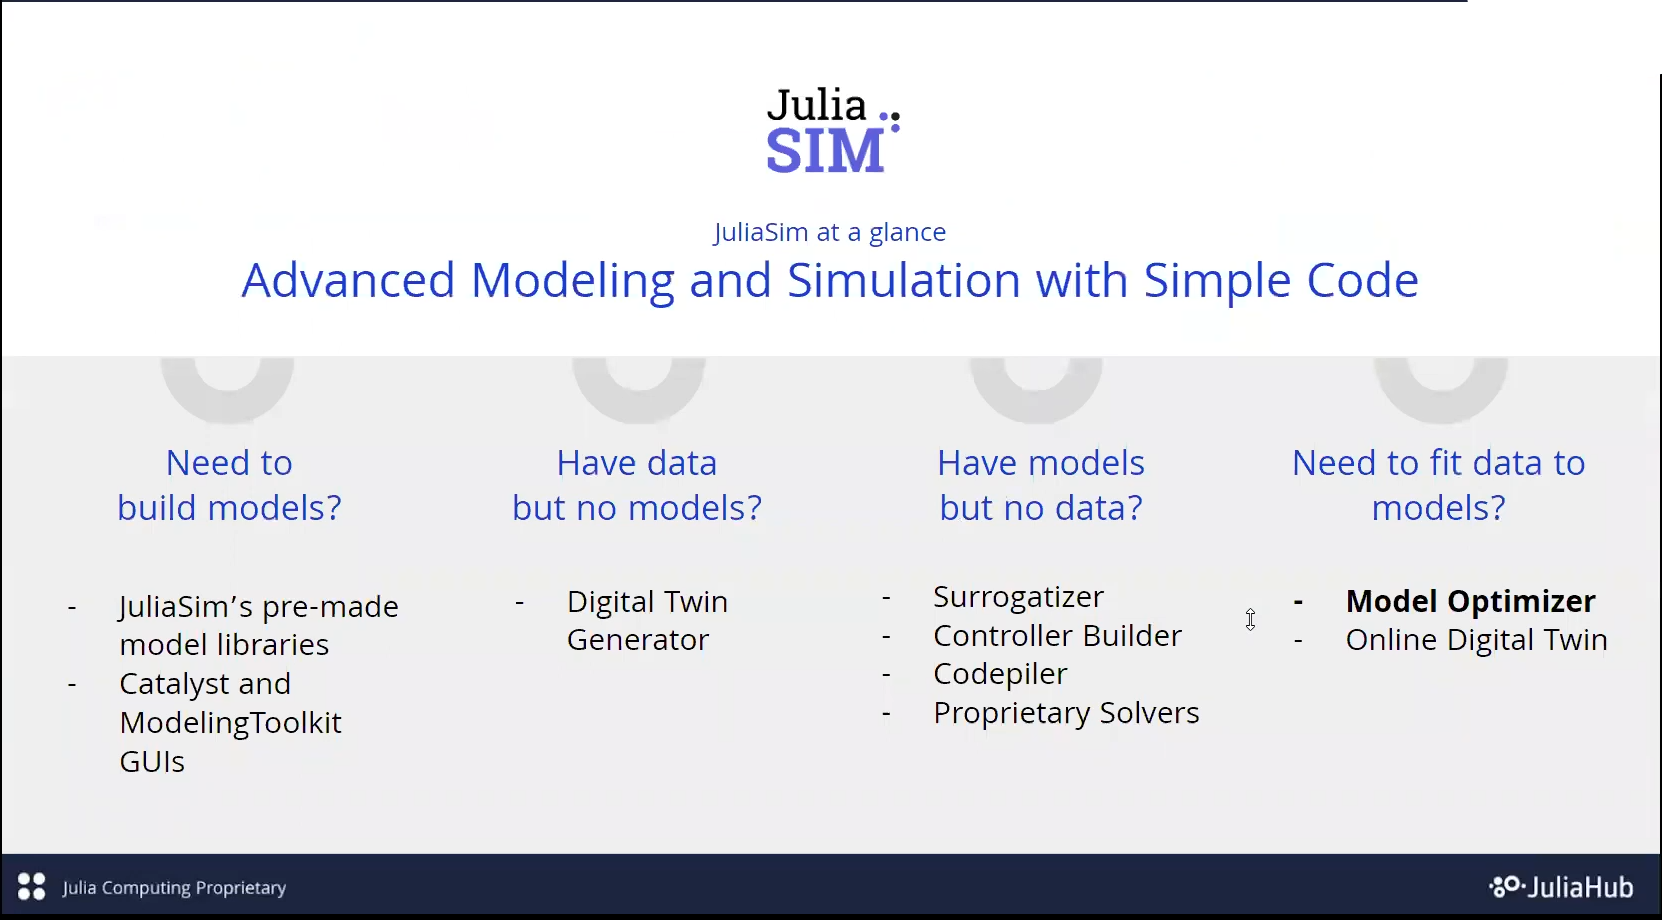 Julia
SIM
JuliaSim at a glance
Advanced Modeling and Simulation with Simple Code
Need to
build models?
- JuliaSim’s pre-made
model libraries
- Catalyst and
ModelingToolkit
GUIs
Have data
but no models?
- Digital Twin
Generator
Have models
but no data?
- Surrogatizer
- Controller Builder
- Codepiler
- Proprietary Solvers
Need to fit data to
models?
- Model Optimizer
- Online Digital Twin
Julia Computing Proprietary
JuliaHub